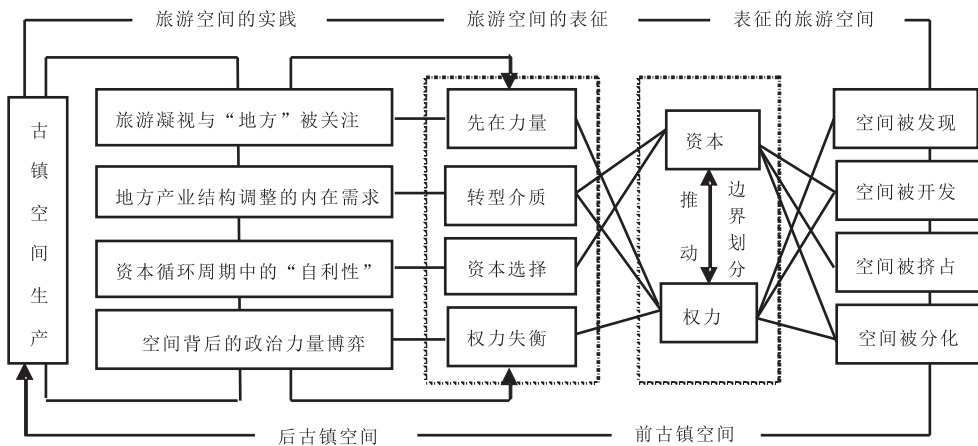 旅游空间的实践
旅游空间的表征
表征的旅游空间
古镇空间生产
旅游凝视与“地方”被关注
地方产业结构调整的内在需求
资本循环周期中的“自利性”
空间背后的政治力量博弈
先在力量
转型介质
资本选择
权力失衡
资本
推动
边界划分
权力
空间被发现
空间被开发
空间被挤占
空间被分化
后古镇空间
前古镇空间